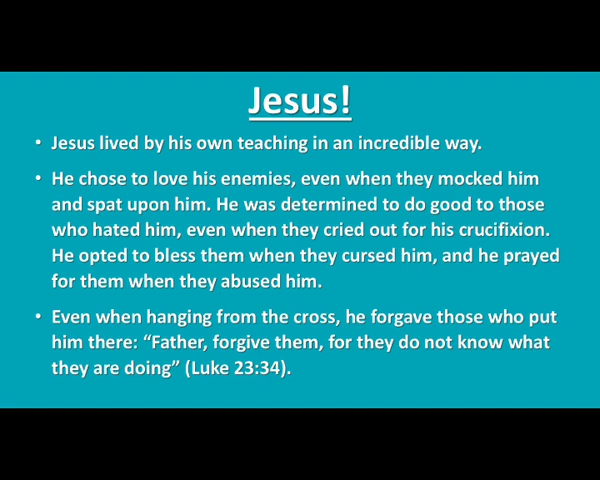 Jesus!
• Jesus lived by his own teaching in an incredible way.
• He chose to love his enemies, even when they mocked him
and spat upon him. He was determined to do good to those
who hated him, even when they cried out for his crucifixion.
He opted to bless them when they cursed him, and he prayed
for them when they abused him.
• Even when hanging from the cross, he forgave those who put
him there: “Father, forgive them, for they do not know what
they are doing” (Luke 23:34).